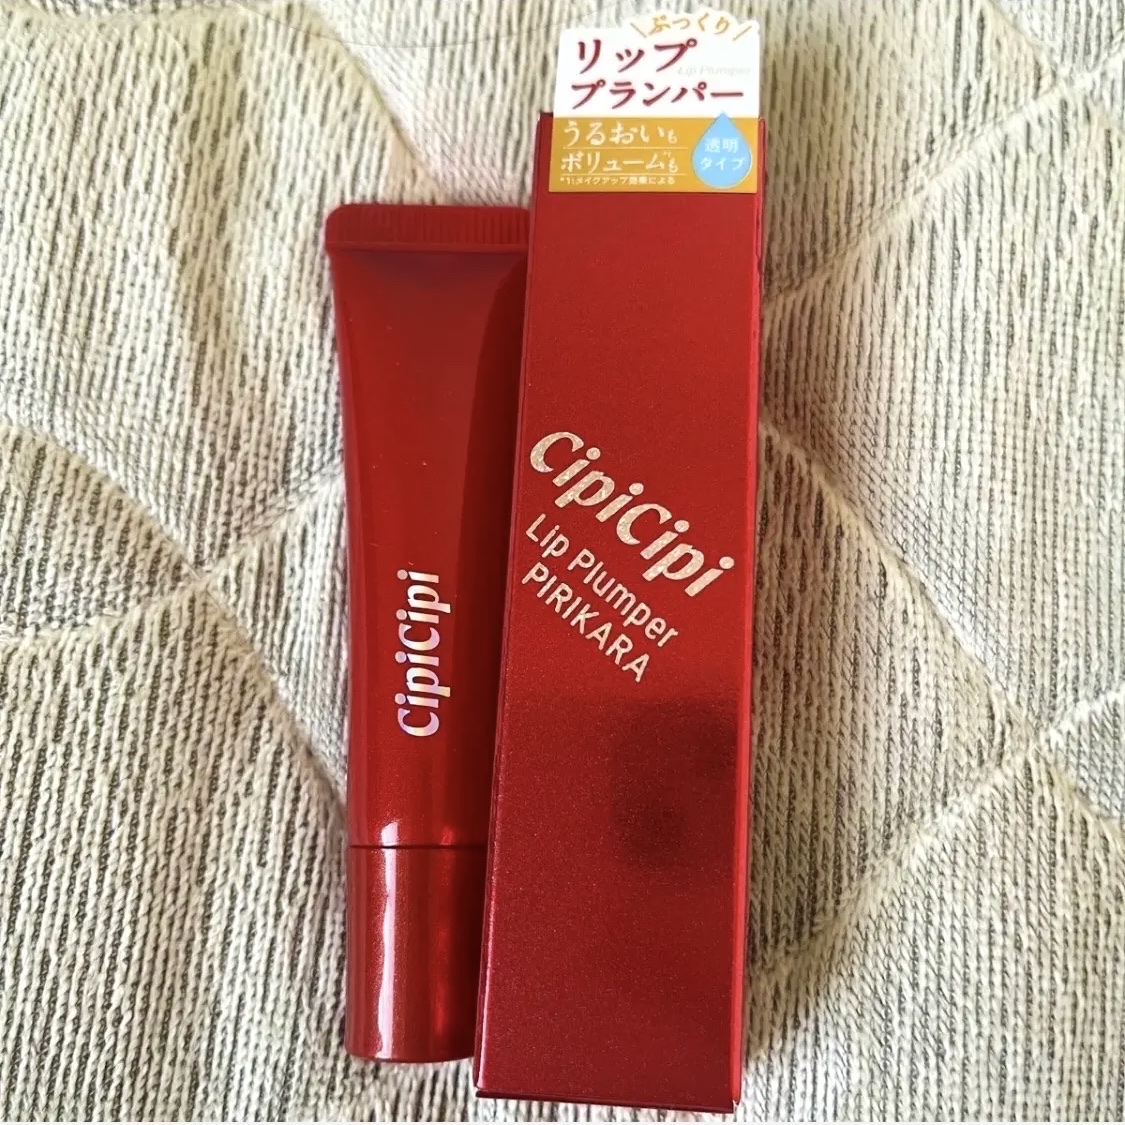 ぷっくり
リップ
Lip Plumper
プランパー
うるおいも
ボリューム*¹も
透明
タイプ
*1:メイクアップ効果による
CipiCipi
Lip Plumper
PIRIKARA
CipiCipi